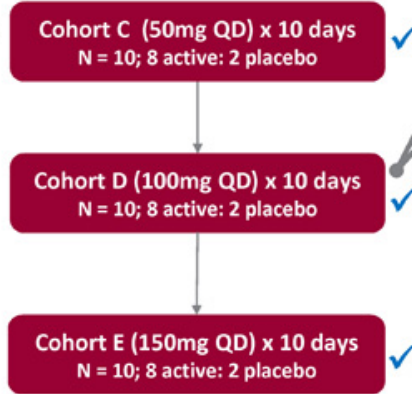 Cohort C (50mg QD) x 10 days
N = 10; 8 active: 2 placebo
Cohort D (100mg QD) x 10 days
N = 10; 8 active: 2 placebo
Cohort E (150mg QD) x 10 days
N = 10; 8 active: 2 placebo